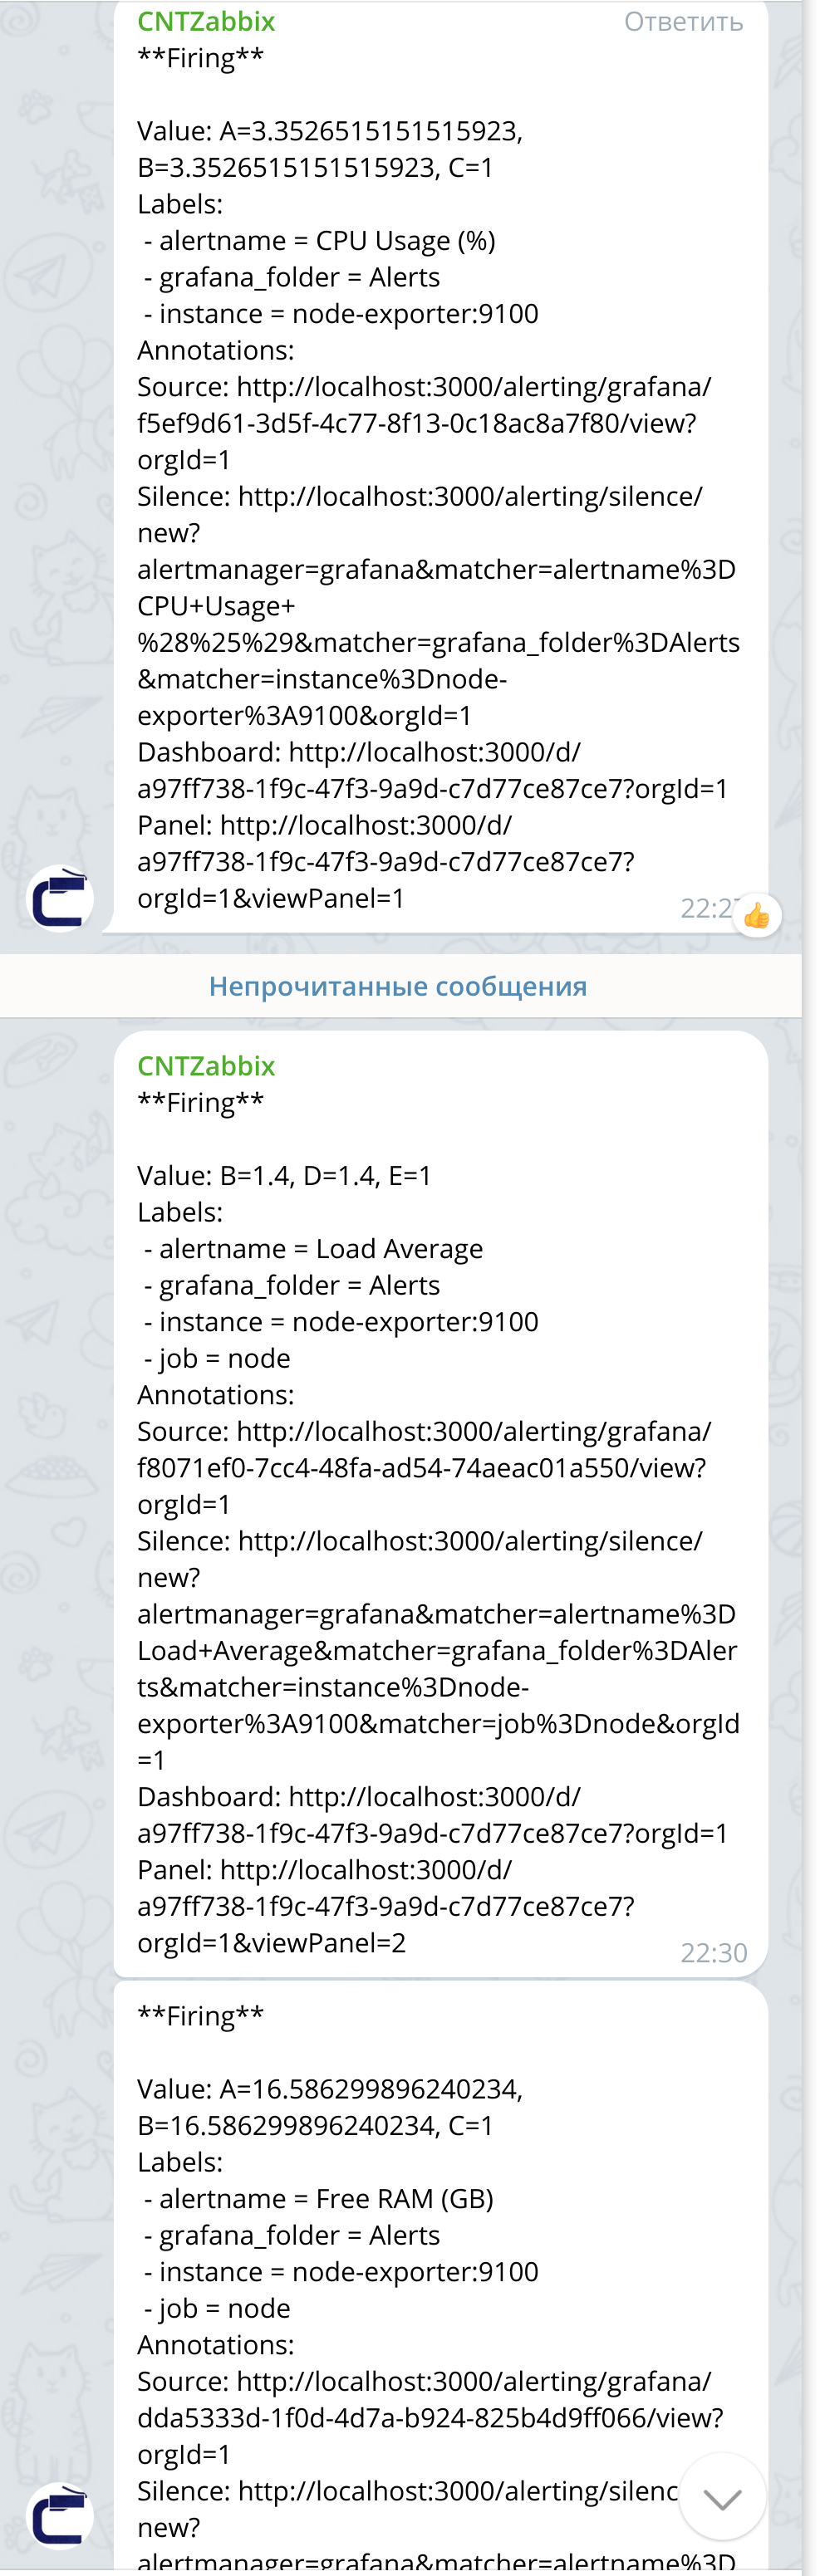 CNTZabbix Ответить
**Firing**
Value: A=3.3526515151515923,
B=3.3526515151515923, C=1
Labels:
- alertname = CPU Usage (%)
- grafana_folder = Alerts
- instance = node-exporter:9100
Annotations:
Source: http://localhost:3000/alerting/grafana/
f5ef9d61-3d5f-4c77-8f13-0c18ac8a7f80/view?
orgId=1
Silence: http://localhost:3000/alerting/silence/
new?
alertmanager=grafana&matcher=alertname%3D
CPU+Usage+
%28%25%29&matcher=grafana_folder%3DAlerts
&matcher=instance%3Dnode-
exporter%3A9100&orgId=1
Dashboard: http://localhost:3000/d/
a97ff738-1f9c-47f3-9a9d-c7d77ce87ce7?orgId=1
Panel: http://localhost:3000/d/
a97ff738-1f9c-47f3-9a9d-c7d77ce87ce7?
orgId=1&viewPanel=1
Непрочитанные сообщения
CNTZabbix
**Firing**
Value: B=1.4, D=1.4, E=1
Labels:
- alertname = Load Average
- grafana_folder = Alerts
- instance = node-exporter:9100
- job = node
Annotations:
Source: http://localhost:3000/alerting/grafana/
f8071ef0-7cc4-48fa-ad54-74aeac01a550/view?
orgId=1
Silence: http://localhost:3000/alerting/silence/
new?
alertmanager=grafana&matcher=alertname%3D
Load+Average&matcher=grafana_folder%3DAler
ts&matcher=instance%3Dnode-
exporter%3A9100&matcher=job%3Dnode&orgId
=1
Dashboard: http://localhost:3000/d/
a97ff738-1f9c-47f3-9a9d-c7d77ce87ce7?orgId=1
Panel: http://localhost:3000/d/
a97ff738-1f9c-47f3-9a9d-c7d77ce87ce7?
orgId=1&viewPanel=2
22:30
**Firing**
Value: A=16.586299896240234,
B=16.586299896240234, C=1
Labels:
- alertname = Free RAM (GB)
- grafana_folder = Alerts
- instance = node-exporter:9100
- job = node
Annotations:
Source: http://localhost:3000/alerting/grafana/
dda5333d-1f0d-4d7a-b924-825b4d9ff066/view?
orgId=1
Silence: http://localhost:3000/alerting/silenc
new?
alertmanager=grafana&matcher=alertname%3D